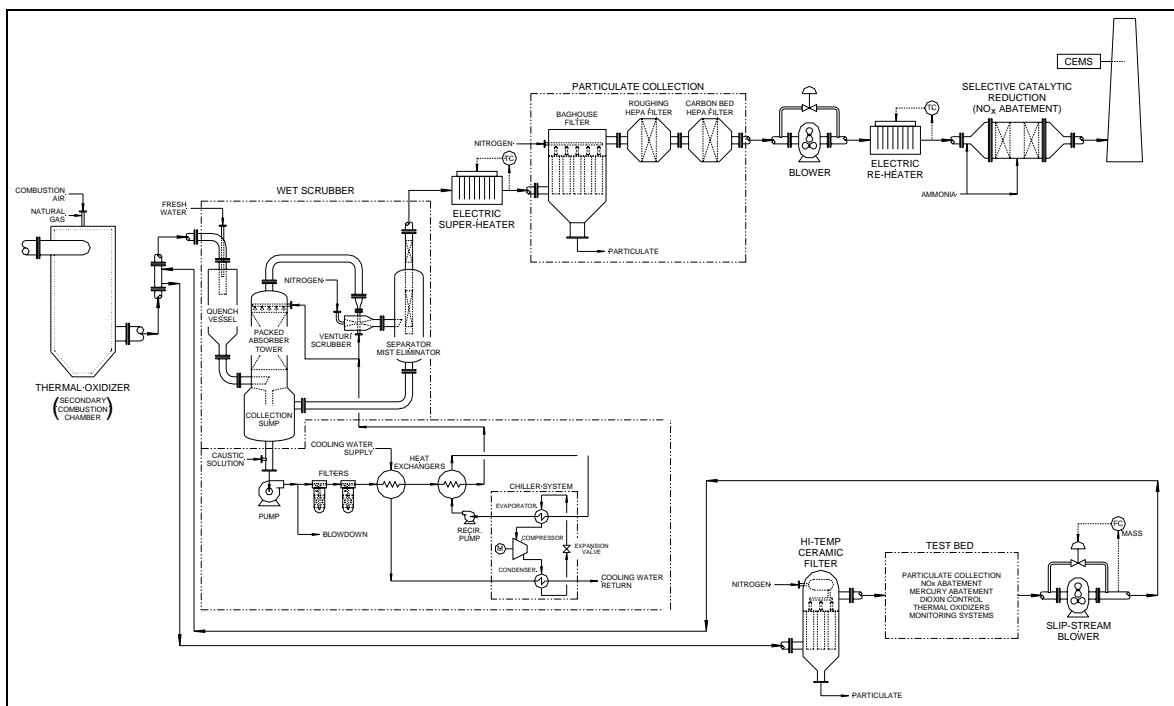 CEMS
SELECTIVE CATALYTIC
REDUCTION
(NOX ABATEMENT)
PARTICULATE COLLECTION
ROUGHING
HEPA FILTER
CARBON BED
HEPA FILTER
BAGHOUSE
FILTER
NITROGEN
TC
TC
BLOWER
ELECTRIC
RE-HEATER
AMMONIA
ELECTRIC
SUPER-HEATER
PARTICULATE
COMBUSTION
AIR
NATURAL
GAS
WET SCRUBBER
FRESH
WATER
NITROGEN
QUENCH
VESSEL
PACKED
ABSORBER
TOWER
VENTURI
SCRUBBER
SEPARATOR
MIST ELIMINATOR
THERMAL OXIDIZER
(SECONDARY
COMBUSTION
CHAMBER)
COLLECTION
SUMP
CAUSTIC
SOLUTION
COOLING WATER
SUPPLY
HEAT
EXCHANGERS
FILTERS
PUMP
BLOWDOWN
RECIR.
PUMP
CHILLER SYSTEM
EVAPORATOR
COMPRESSOR
M
EXPANSION
VALVE
CONDENSER
COOLING WATER
RETURN
HI-TEMP
CERAMIC
FILTER
NITROGEN
PARTICULATE
TEST BED
PARTICULATE COLLECTION
NOx ABATEMENT
MERCURY ABATEMENT
DIOXIN CONTROL
THERMAL OXIDIZERS
MONITORING SYSTEMS
FC
MASS
SLIP-STREAM
BLOWER